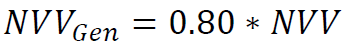 NVV_Gen = 0.80 * NVV